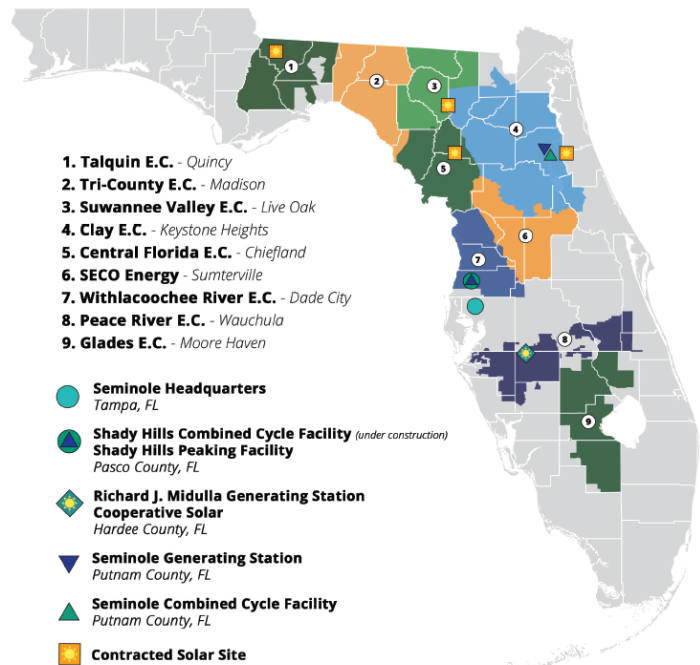 1
2
3
4
5
6
7
8
9
1. Talquin E.C. - Quincy
2. Tri-County E.C. - Madison
3. Suwannee Valley E.C. - Live Oak
4. Clay E.C. - Keystone Heights
5. Central Florida E.C. - Chiefland
6. SECO Energy - Sumterville
7. Withlacoochee River E.C. - Dade City
8. Peace River E.C. - Wauchula
9. Glades E.C. - Moore Haven
Seminole Headquarters
Tampa, FL
Shady Hills Combined Cycle Facility (under construction)
Shady Hills Peaking Facility
Pasco County, FL
Richard J. Midulla Generating Station
Cooperative Solar
Hardee County, FL
Seminole Generating Station
Putnam County, FL
Seminole Combined Cycle Facility
Putnam County, FL
Contracted Solar Site